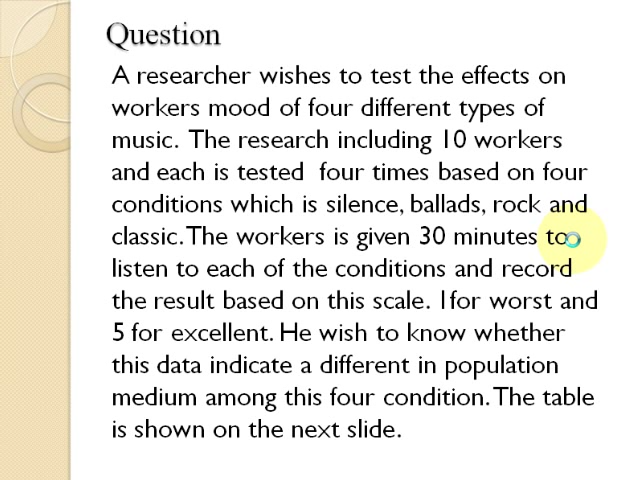 Question
A researcher wishes to test the effects on
workers mood of four different types of
music. The research including 10 workers
and each is tested four times based on four
conditions which is silence, ballads, rock and
classic. The workers is given 30 minutes to
listen to each of the conditions and record
the result based on this scale. 1for worst and
5 for excellent. He wish to know whether
this data indicate a different in population
medium among this four condition. The table
is shown on the next slide.